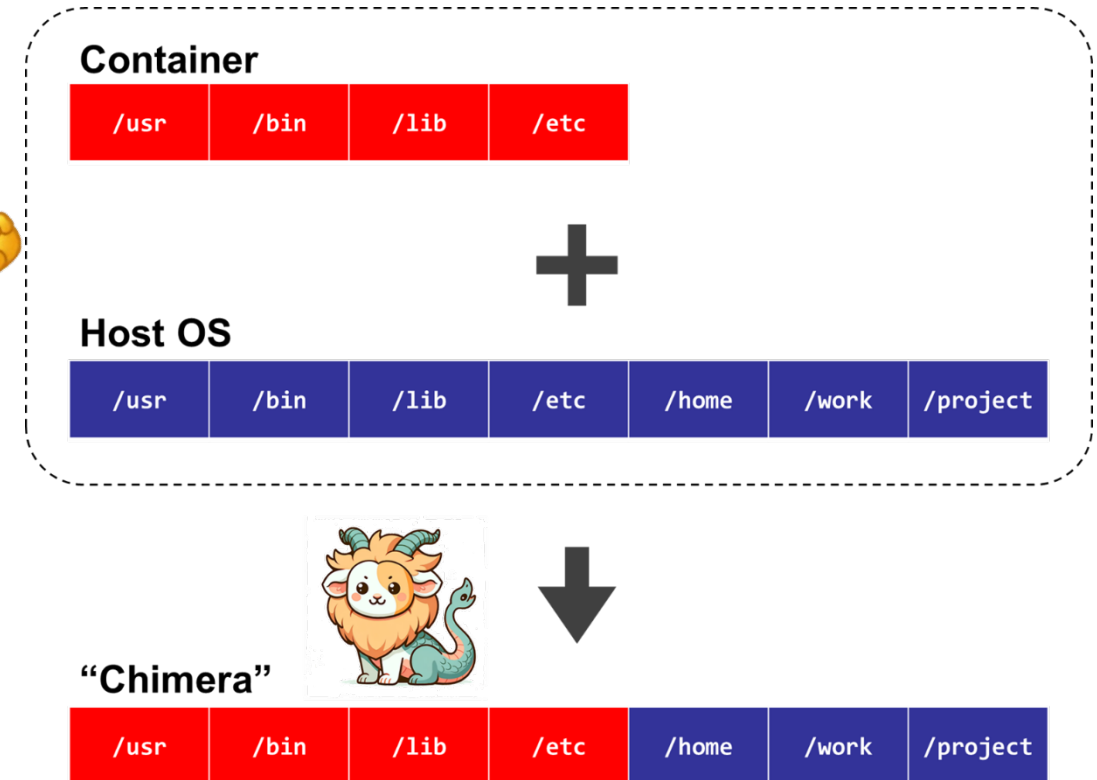 Container
/usr /bin /lib /etc
Host OS
/usr /bin /lib /etc /home /work /project
“Chimera”
/usr /bin /lib /etc /home /work /project